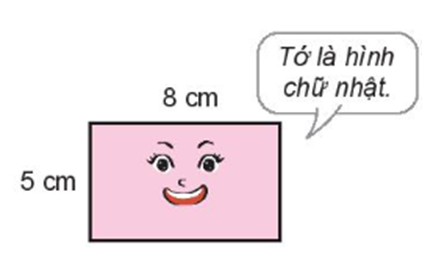 Tớ là hình
chữ nhật.
8 cm
5 cm